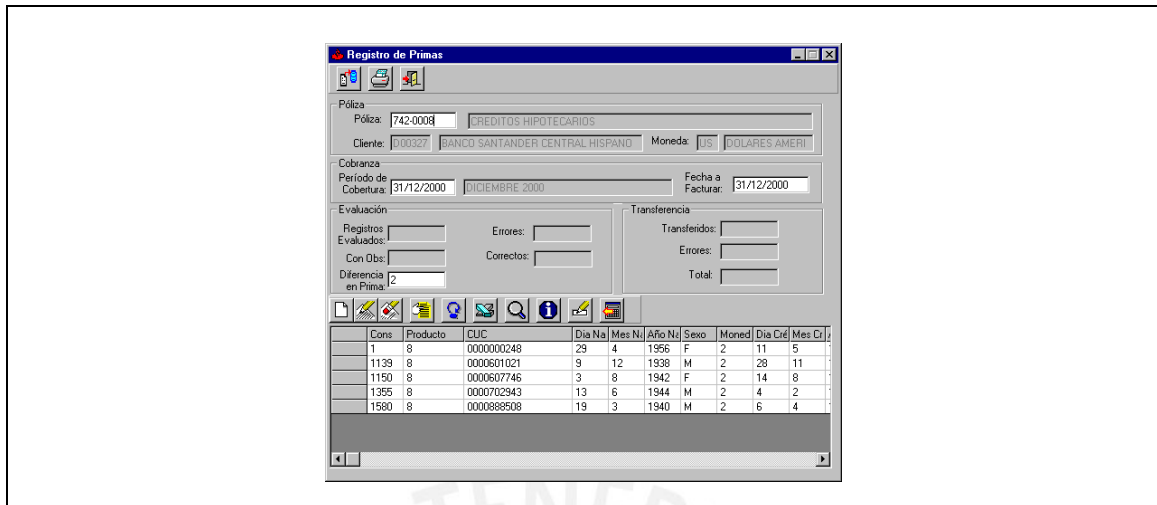 Registro de Primas
Póliza
Póliza: 742-0008 CREDITOS HIPOTECARIOS
Cliente: D00327 BANCO SANTANDER CENTRAL HISPANO Moneda: US DOLARES AMERI
Cobranza
Período de Cobertura: 31/12/2000 DICIEMBRE 2000 Fecha a Facturar: 31/12/2000
Evaluación Transferencia
Registros Evaluados: Errores: Transferidos:
Con Obs: Correctos: Errores:
Diferencia en Prima: 2 Total:
Cons Producto CUC Dia Na Mes Na Año Na Sexo Moned Dia Cré Mes Cr
1 8 0000000248 29 4 1956 F 2 11 5
1139 8 0000601021 9 12 1938 M 2 28 11
1150 8 0000607746 3 8 1942 F 2 14 8
1355 8 0000702943 13 6 1944 M 2 4 2
1580 8 0000888508 19 3 1940 M 2 6 4